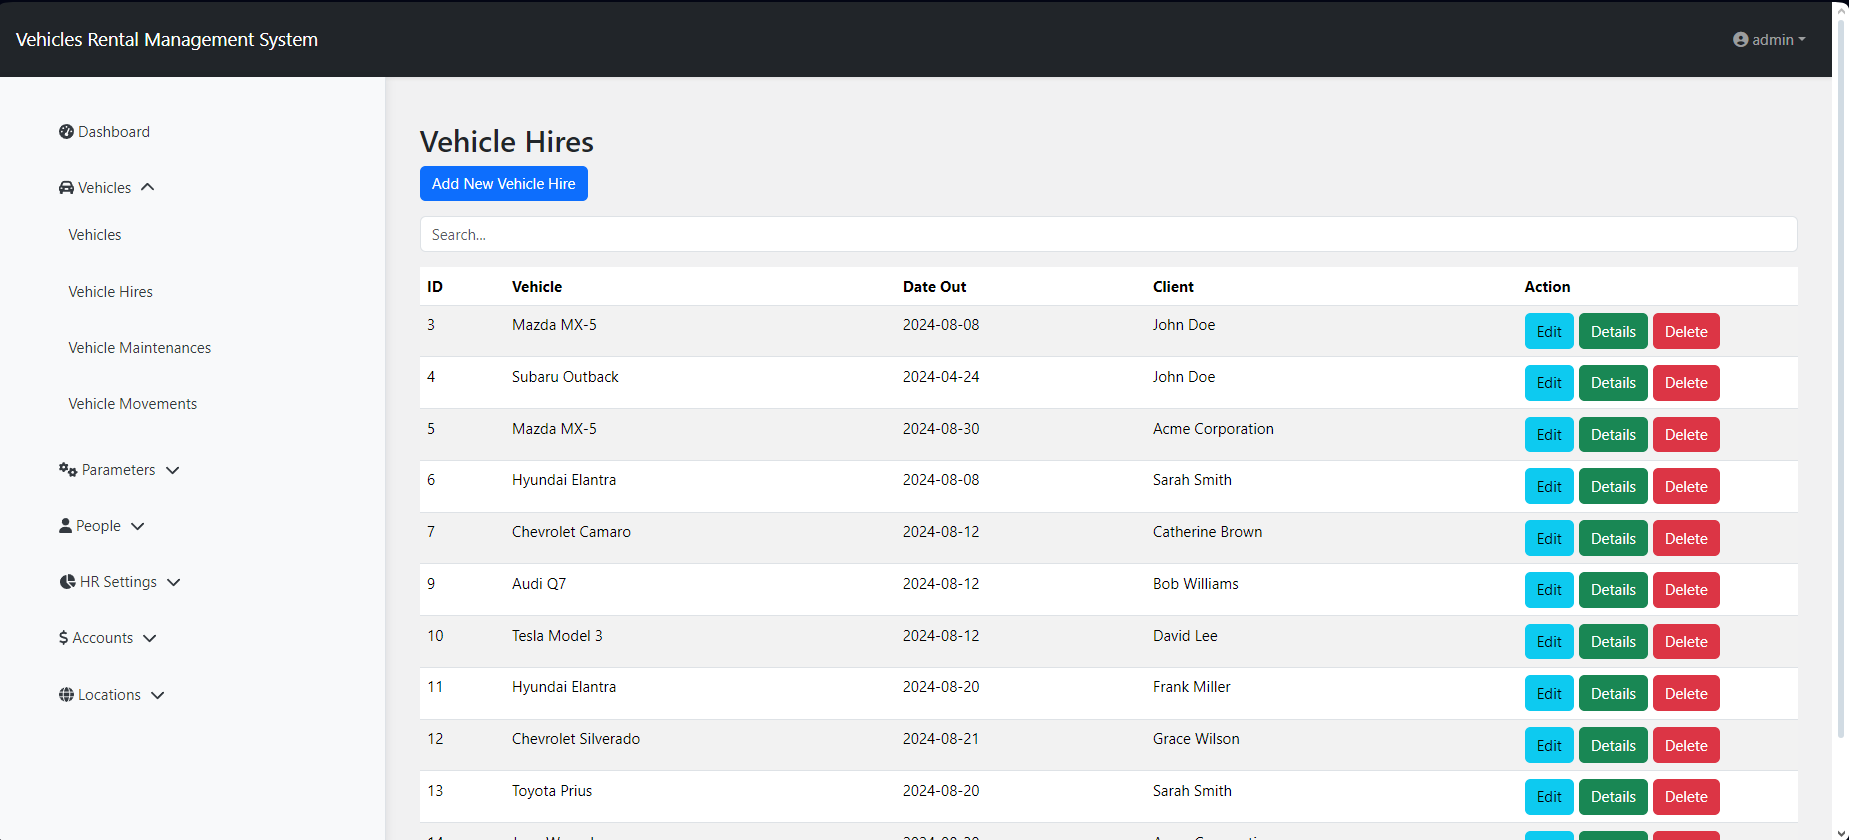 Vehicles Rental Management System
admin
Dashboard
Vehicles
Vehicles
Vehicle Hires
Vehicle Maintenances
Vehicle Movements
Parameters
People
HR Settings
Accounts
Locations
Vehicle Hires
Add New Vehicle Hire
Search...
ID Vehicle Date Out Client Action
3 Mazda MX-5 2024-08-08 John Doe Edit Details Delete
4 Subaru Outback 2024-04-24 John Doe Edit Details Delete
5 Mazda MX-5 2024-08-30 Acme Corporation Edit Details Delete
6 Hyundai Elantra 2024-08-08 Sarah Smith Edit Details Delete
7 Chevrolet Camaro 2024-08-12 Catherine Brown Edit Details Delete
9 Audi Q7 2024-08-12 Bob Williams Edit Details Delete
10 Tesla Model 3 2024-08-12 David Lee Edit Details Delete
11 Hyundai Elantra 2024-08-20 Frank Miller Edit Details Delete
12 Chevrolet Silverado 2024-08-21 Grace Wilson Edit Details Delete
13 Toyota Prius 2024-08-20 Sarah Smith Edit Details Delete